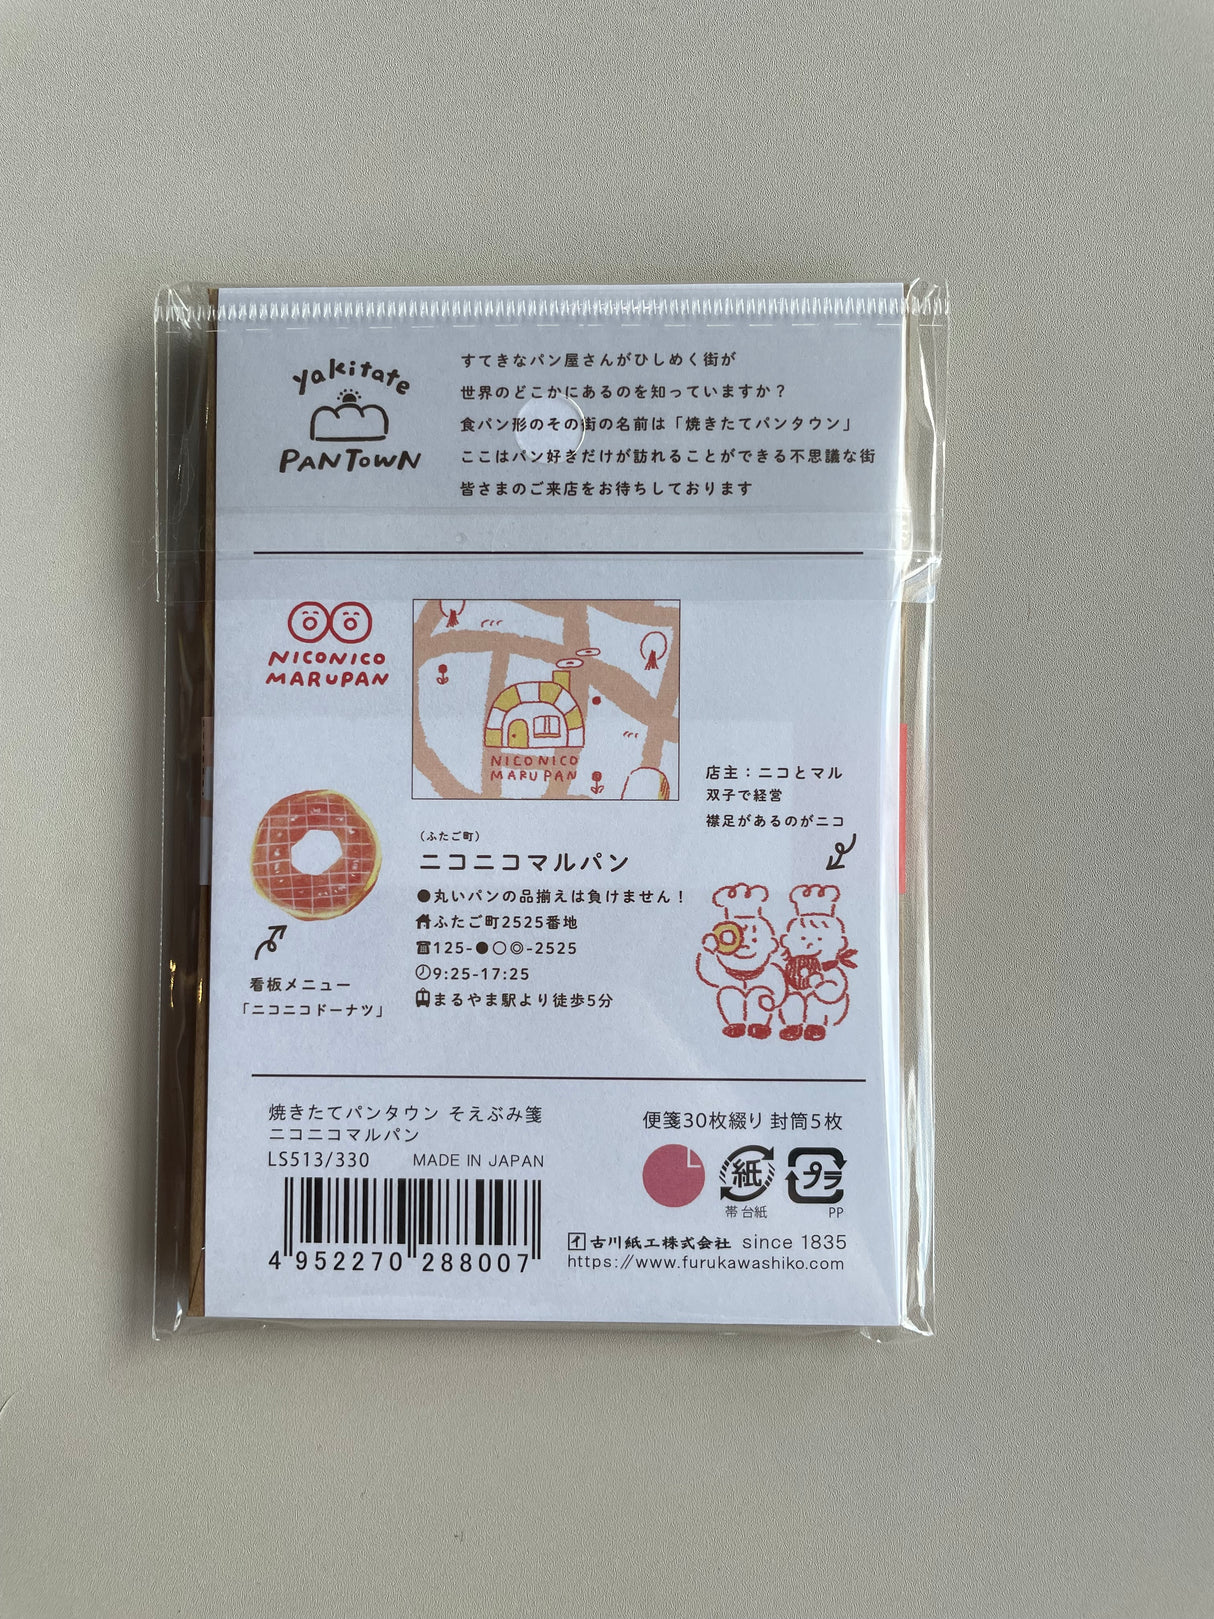 yakitate
PANTOWN
すてきなパン屋さんがひしめく街が
世界のどこかにあるのを知っていますか？
食パン形のその街の名前は「焼きたてパンタウン」
ここはパン好きだけが訪れることができる不思議な街
皆さまのご来店をお待ちしております
NICONICO
MARUPAN
NICONICO
MARUPAN
店主：ニコとマル
双子で経営
襟足があるのがニコ
（ふたご町）
ニコニコマルパン
●丸いパンの品揃えは負けません！
ふたご町2525番地
☎125-●○◎-2525
9:25-17:25
まるやま駅より徒歩5分
看板メニュー
「ニコニコドーナツ」
焼きたてパンタウン そえぶみ箋
ニコニコマルパン
LS513/330 MADE IN JAPAN
4 952270 288007
便箋30枚綴り 封筒5枚
紙
帯 台紙
プラ
PP
イ 古川紙工株式会社 since 1835
https://www.furukawashiko.com